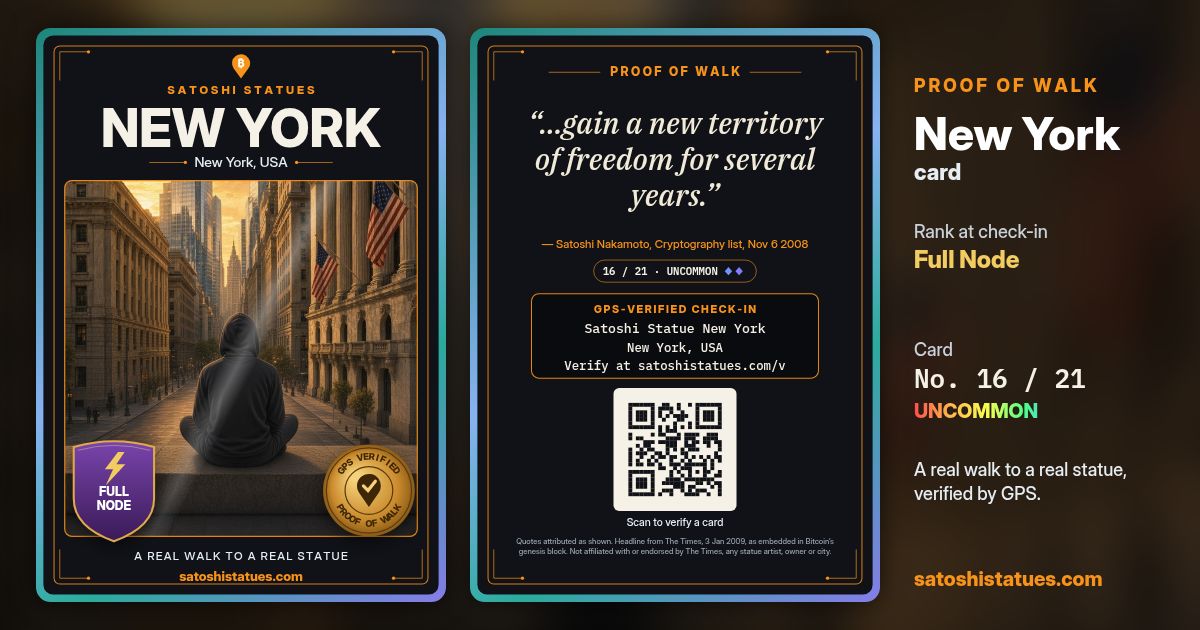 SATOSHI STATUES
NEW YORK
New York, USA
FULL
NODE
GPS VERIFIED
PROOF OF WALK
A REAL WALK TO A REAL STATUE
satoshistatues.com
PROOF OF WALK
“...gain a new territory
of freedom for several
years.”
— Satoshi Nakamoto, Cryptography list, Nov 6 2008
16 / 21 · UNCOMMON
GPS-VERIFIED CHECK-IN
Satoshi Statue New York
New York, USA
Verify at satoshistatues.com/v
Scan to verify a card
Quotes attributed as shown. Headline from The Times, 3 Jan 2009, as embedded in Bitcoin's
genesis block. Not affiliated with or endorsed by The Times, any statue artist, owner or city.
PROOF OF WALK
New York
card
Rank at check-in
Full Node
Card
No. 16 / 21
UNCOMMON
A real walk to a real statue,
verified by GPS.
satoshistatues.com